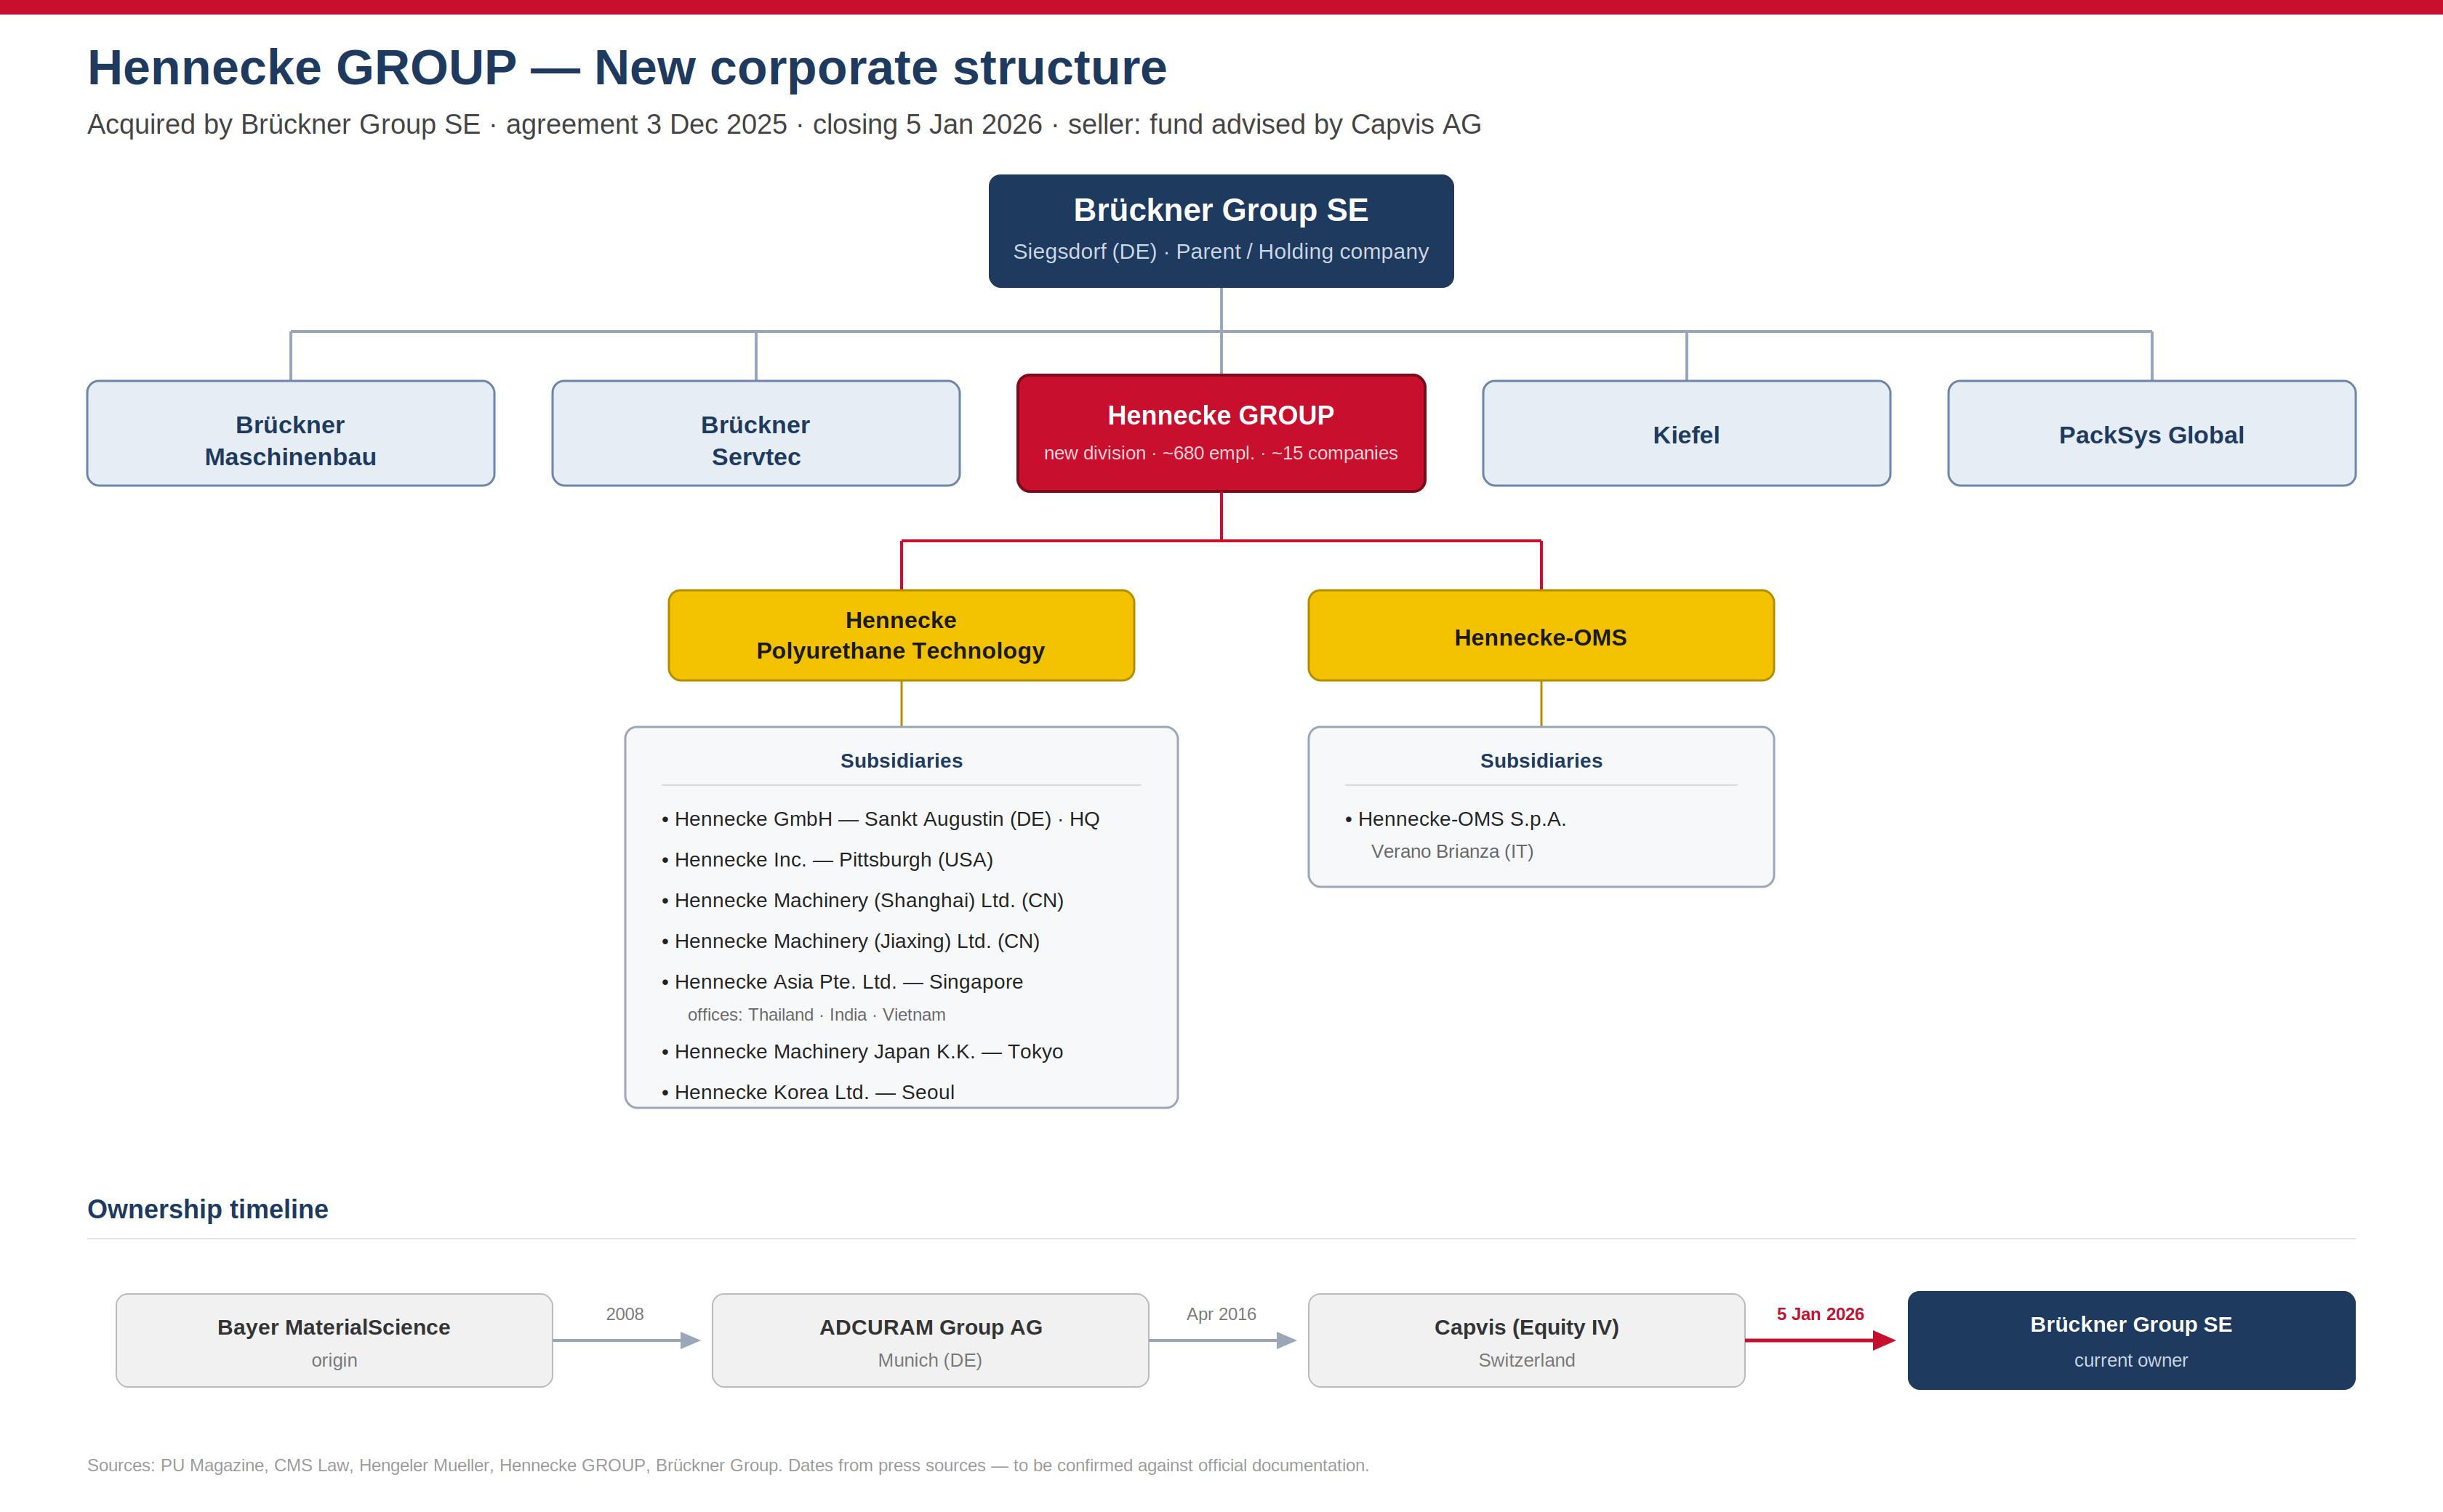 Hennecke GROUP — New corporate structure
Acquired by Brückner Group SE · agreement 3 Dec 2025 · closing 5 Jan 2026 · seller: fund advised by Capvis AG
Brückner Group SE
Siegsdorf (DE) · Parent / Holding company
Brückner
Maschinenbau
Brückner
Servtec
Hennecke GROUP
new division · ~680 empl. · ~15 companies
Kiefel
PackSys Global
Hennecke
Polyurethane Technology
Hennecke-OMS
Subsidiaries
• Hennecke GmbH — Sankt Augustin (DE) · HQ
• Hennecke Inc. — Pittsburgh (USA)
• Hennecke Machinery (Shanghai) Ltd. (CN)
• Hennecke Machinery (Jiaxing) Ltd. (CN)
• Hennecke Asia Pte. Ltd. — Singapore
offices: Thailand · India · Vietnam
• Hennecke Machinery Japan K.K. — Tokyo
• Hennecke Korea Ltd. — Seoul
Subsidiaries
• Hennecke-OMS S.p.A.
Verano Brianza (IT)
Ownership timeline
Bayer MaterialScience
origin
2008
ADCURAM Group AG
Munich (DE)
Apr 2016
Capvis (Equity IV)
Switzerland
5 Jan 2026
Brückner Group SE
current owner
Sources: PU Magazine, CMS Law, Hengeler Mueller, Hennecke GROUP, Brückner Group. Dates from press sources — to be confirmed against official documentation.